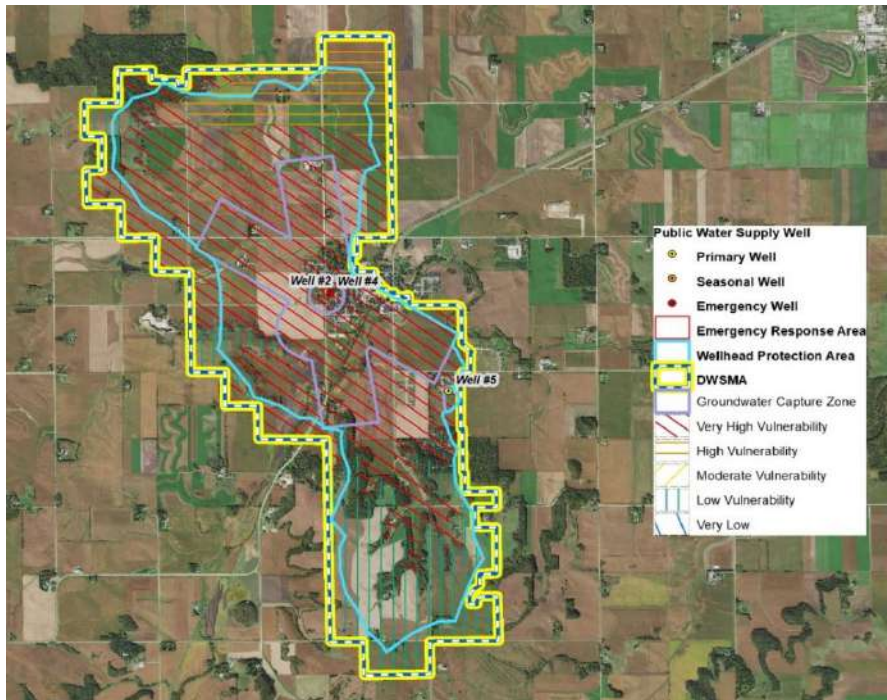 Well #2 Well #4
Well #5
Public Water Supply Well
Primary Well
Seasonal Well
Emergency Well
Emergency Response Area
Wellhead Protection Area
DWSMA
Groundwater Capture Zone
Very High Vulnerability
High Vulnerability
Moderate Vulnerability
Low Vulnerability
Very Low